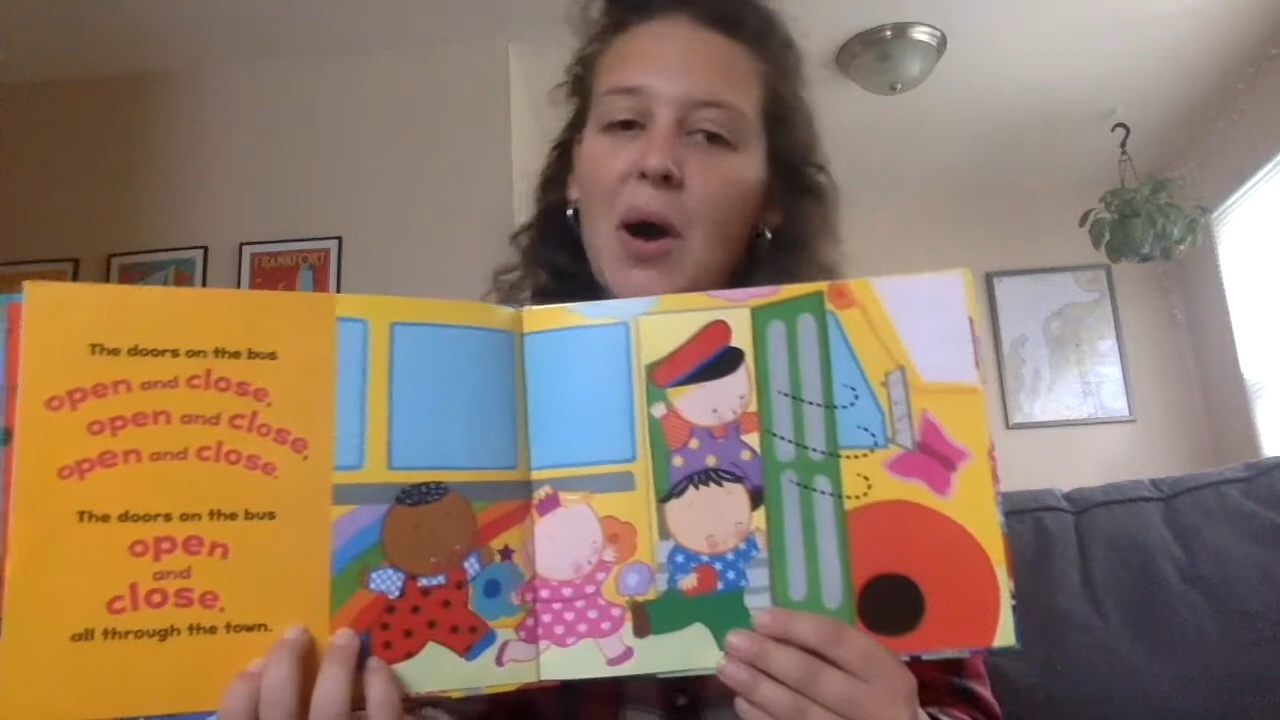 FRANKFORT
The doors on the bus
open and close,
open and close,
open and close.
The doors on the bus
open
and
close,
all through the town.